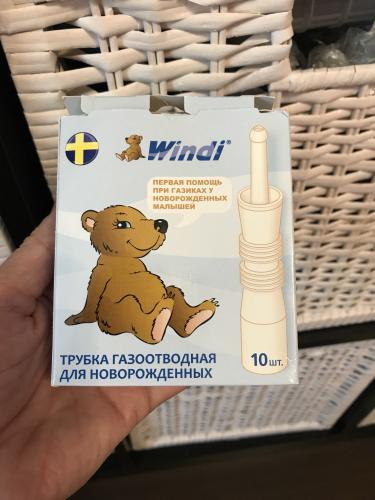 Windi®
ПЕРВАЯ ПОМОЩЬ
ПРИ ГАЗИКАХ У
НОВОРОЖДЕННЫХ
МАЛЫШЕЙ
ТРУБКА ГАЗООТВОДНАЯ
ДЛЯ НОВОРОЖДЕННЫХ
10 ШТ.